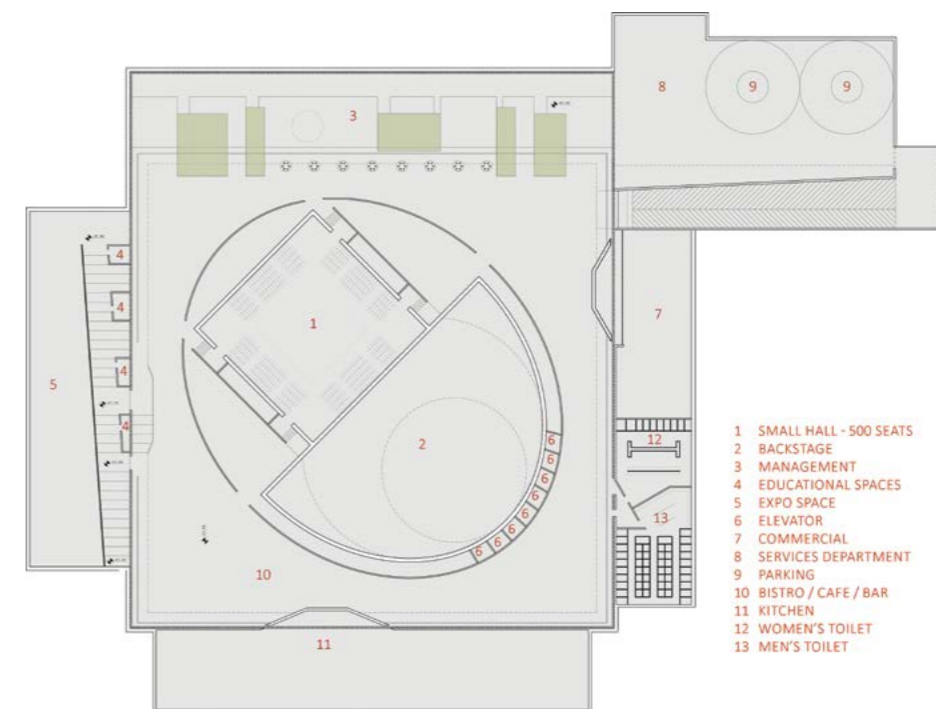 8
9
9
3
4
4
4
4
5
1
7
2
6
6
6
6
6
6
6
6
12
13
10
11
1 SMALL HALL - 500 SEATS
2 BACKSTAGE
3 MANAGEMENT
4 EDUCATIONAL SPACES
5 EXPO SPACE
6 ELEVATOR
7 COMMERCIAL
8 SERVICES DEPARTMENT
9 PARKING
10 BISTRO / CAFE / BAR
11 KITCHEN
12 WOMEN'S TOILET
13 MEN'S TOILET